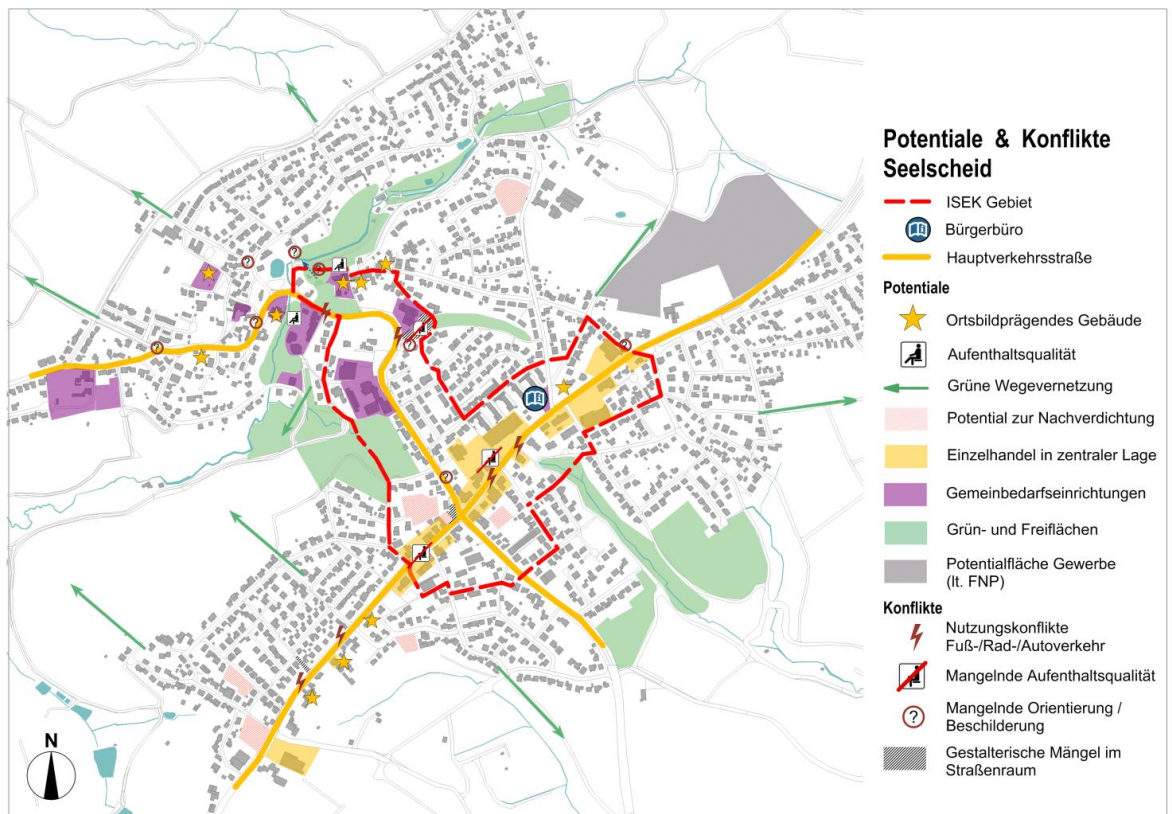 Potentiale & Konflikte
Seelscheid
ISEK Gebiet
Bürgerbüro
Hauptverkehrsstraße
Potentiale
Ortsbildprägendes Gebäude
Aufenthaltsqualität
Grüne Wegevernetzung
Potential zur Nachverdichtung
Einzelhandel in zentraler Lage
Gemeinbedarfseinrichtungen
Grün- und Freiflächen
Potentialfläche Gewerbe
(lt. FNP)
Konflikte
Nutzungskonflikte
Fuß-/Rad-/Autoverkehr
Mangelnde Aufenthaltsqualität
Mangelnde Orientierung /
Beschilderung
Gestalterische Mängel im
Straßenraum
N